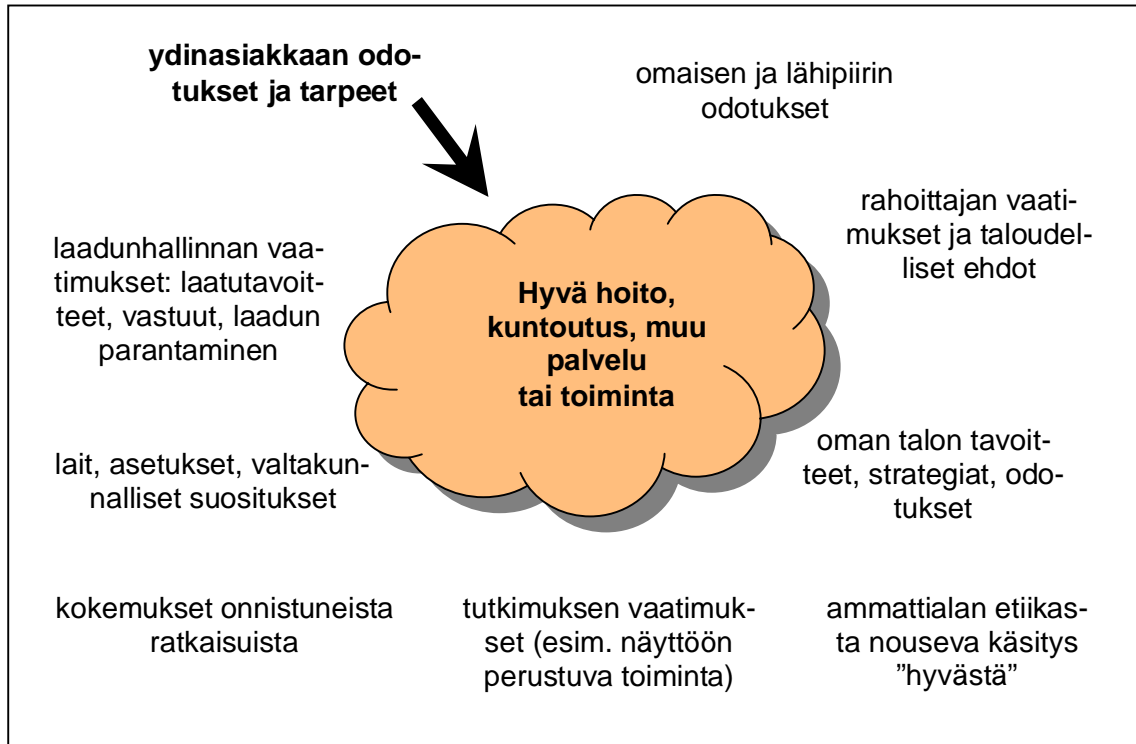 ydinasiakkaan odo-
tukset ja tarpeet
omaisen ja lähipiirin
odotukset
rahoittajan vaati-
mukset ja taloudel-
liset ehdot
laadunhallinnan vaa-
timukset: laatutavoit-
teet, vastuut, laadun
parantaminen
Hyvä hoito,
kuntoutus, muu
palvelu
tai toiminta
lait, asetukset, valtakun-
nalliset suositukset
oman talon tavoit-
teet, strategiat, odo-
tukset
kokemukset onnistuneista
ratkaisuista
tutkimuksen vaatimuk-
set (esim. näyttöön
perustuva toiminta)
ammattialan etiikas-
ta nouseva käsitys
”hyvästä”